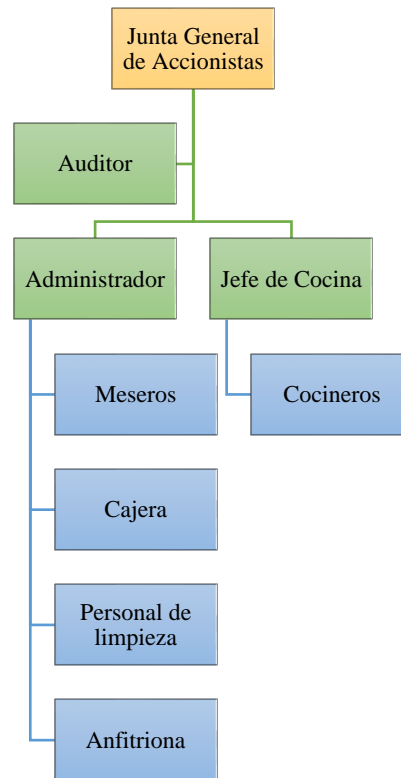 Junta General
de Accionistas
Auditor
Administrador
Jefe de Cocina
Meseros
Cocineros
Cajera
Personal de
limpieza
Anfitriona